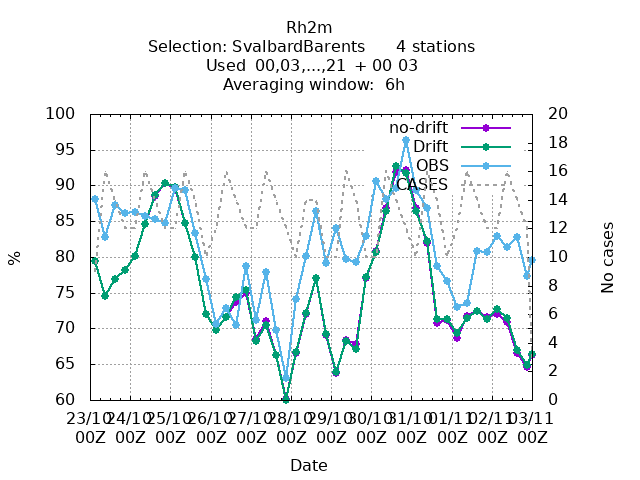 Rh2m
Selection: SvalbardBarents 4 stations
Used 00,03,...,21 + 00 03
Averaging window: 6h
100 20
no-drift
95 18
Drift
OBS
90 16
CASES
85 14
80 12
75 10
70 8
65 6
60 4
2
0
%
No cases
23/10 24/10 25/10 26/10 27/10 28/10 29/10 30/10 31/10 01/11 02/11 03/11
00Z 00Z 00Z 00Z 00Z 00Z 00Z 00Z 00Z 00Z 00Z 00Z
Date